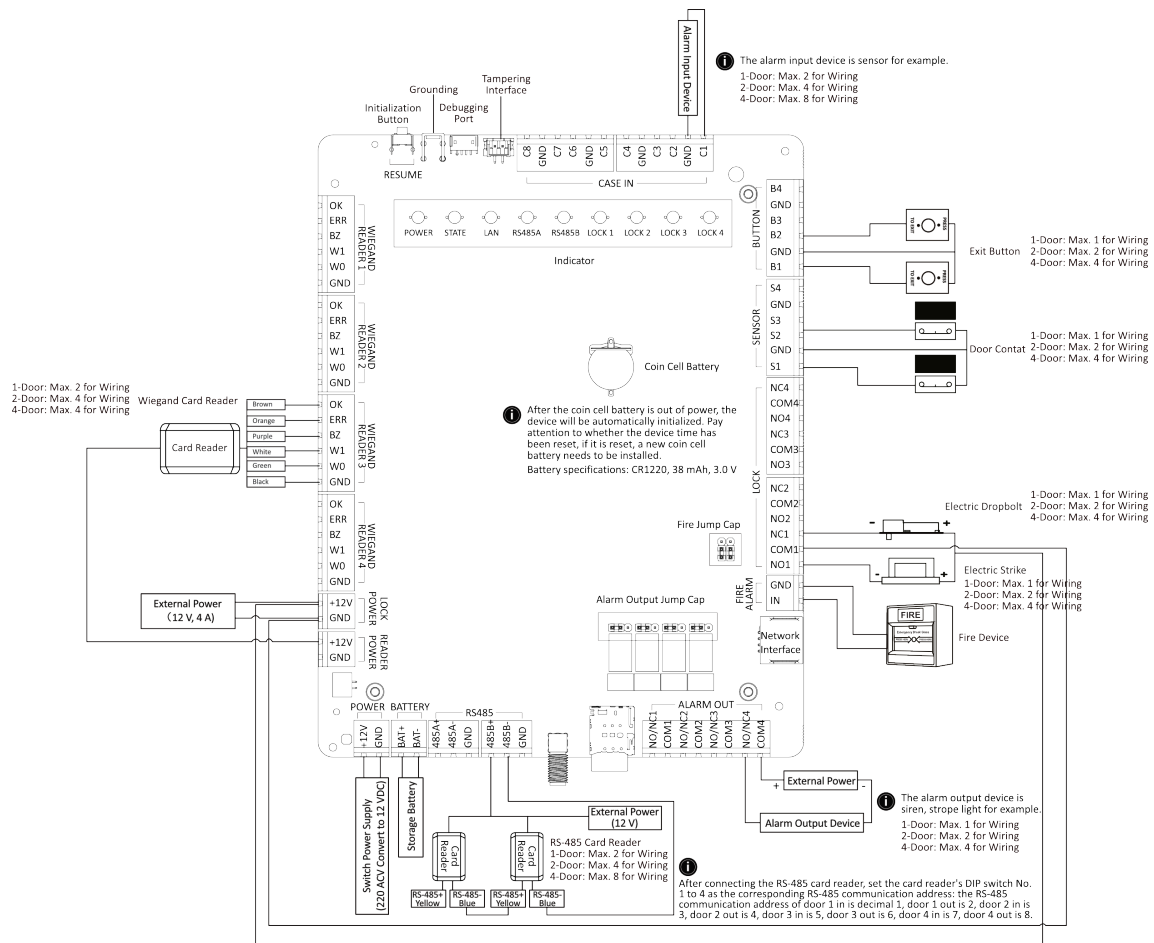 Alarm Input Device
The alarm input device is sensor for example.
1-Door: Max. 2 for Wiring
2-Door: Max. 4 for Wiring
4-Door: Max. 8 for Wiring
Initialization
Button
Grounding
Debugging
Port
Tampering
Interface
RESUME
C8
GND
C7
C6
GND
C5
C4
GND
C3
C2
GND
C1
CASE IN
POWER
STATE
LAN
RS485A
RS485B
LOCK 1
LOCK 2
LOCK 3
LOCK 4
Indicator
OK
ERR
BZ
W1
W0
GND
WIEGAND
READER 1
OK
ERR
BZ
W1
W0
GND
WIEGAND
READER 2
OK
ERR
BZ
W1
W0
GND
WIEGAND
READER 3
OK
ERR
BZ
W1
W0
GND
WIEGAND
READER 4
1-Door: Max. 2 for Wiring
2-Door: Max. 4 for Wiring
4-Door: Max. 4 for Wiring
Wiegand Card Reader
Card Reader
Brown
Orange
Purple
White
Green
Black
External Power
(12 V, 4 A)
+12V
GND
LOCK
POWER
+12V
GND
READER
POWER
B4
GND
B3
B2
GND
B1
BUTTON
PRESS
TO EXIT
PRESS
TO EXIT
Exit Button
1-Door: Max. 1 for Wiring
2-Door: Max. 2 for Wiring
4-Door: Max. 4 for Wiring
S4
GND
S3
S2
GND
S1
SENSOR
Door Contat
1-Door: Max. 1 for Wiring
2-Door: Max. 2 for Wiring
4-Door: Max. 4 for Wiring
Coin Cell Battery
After the coin cell battery is out of power, the
device will be automatically initialized. Pay
attention to whether the device time has
been reset, if it is reset, a new coin cell
battery needs to be installed.
Battery specifications: CR1220, 38 mAh, 3.0 V
NC4
COM4
NO4
NC3
COM3
NO3
NC2
COM2
NO2
NC1
COM1
NO1
LOCK
Electric Dropbolt
1-Door: Max. 1 for Wiring
2-Door: Max. 2 for Wiring
4-Door: Max. 4 for Wiring
- +
- +
Electric Strike
1-Door: Max. 1 for Wiring
2-Door: Max. 2 for Wiring
4-Door: Max. 4 for Wiring
Fire Jump Cap
GND
IN
FIRE
ALARM
FIRE
Fire Device
Alarm Output Jump Cap
Network
Interface
POWER
+12V
GND
BATTERY
BAT+
BAT-
RS485
485A+
485A-
GND
485B+
485B-
GND
ALARM OUT
NO/NC1
COM1
NO/NC2
COM2
NO/NC3
COM3
NO/NC4
COM4
Switch Power Supply
(220 ACV Convert to 12 VDC)
Storage Battery
External Power
(12 V)
Card
Reader
Card
Reader
RS-485 Card Reader
1-Door: Max. 2 for Wiring
2-Door: Max. 4 for Wiring
4-Door: Max. 8 for Wiring
RS-485+
Yellow
RS-485-
Blue
RS-485+
Yellow
RS-485-
Blue
+ External Power -
Alarm Output Device
The alarm output device is
siren, strope light for example.
1-Door: Max. 1 for Wiring
2-Door: Max. 2 for Wiring
4-Door: Max. 4 for Wiring
After connecting the RS-485 card reader, set the card reader's DIP switch No.
1 to 4 as the corresponding RS-485 communication address: the RS-485
communication address of door 1 in is decimal 1, door 1 out is 2, door 2 in is
3, door 2 out is 4, door 3 in is 5, door 3 out is 6, door 4 in is 7, door 4 out is 8.